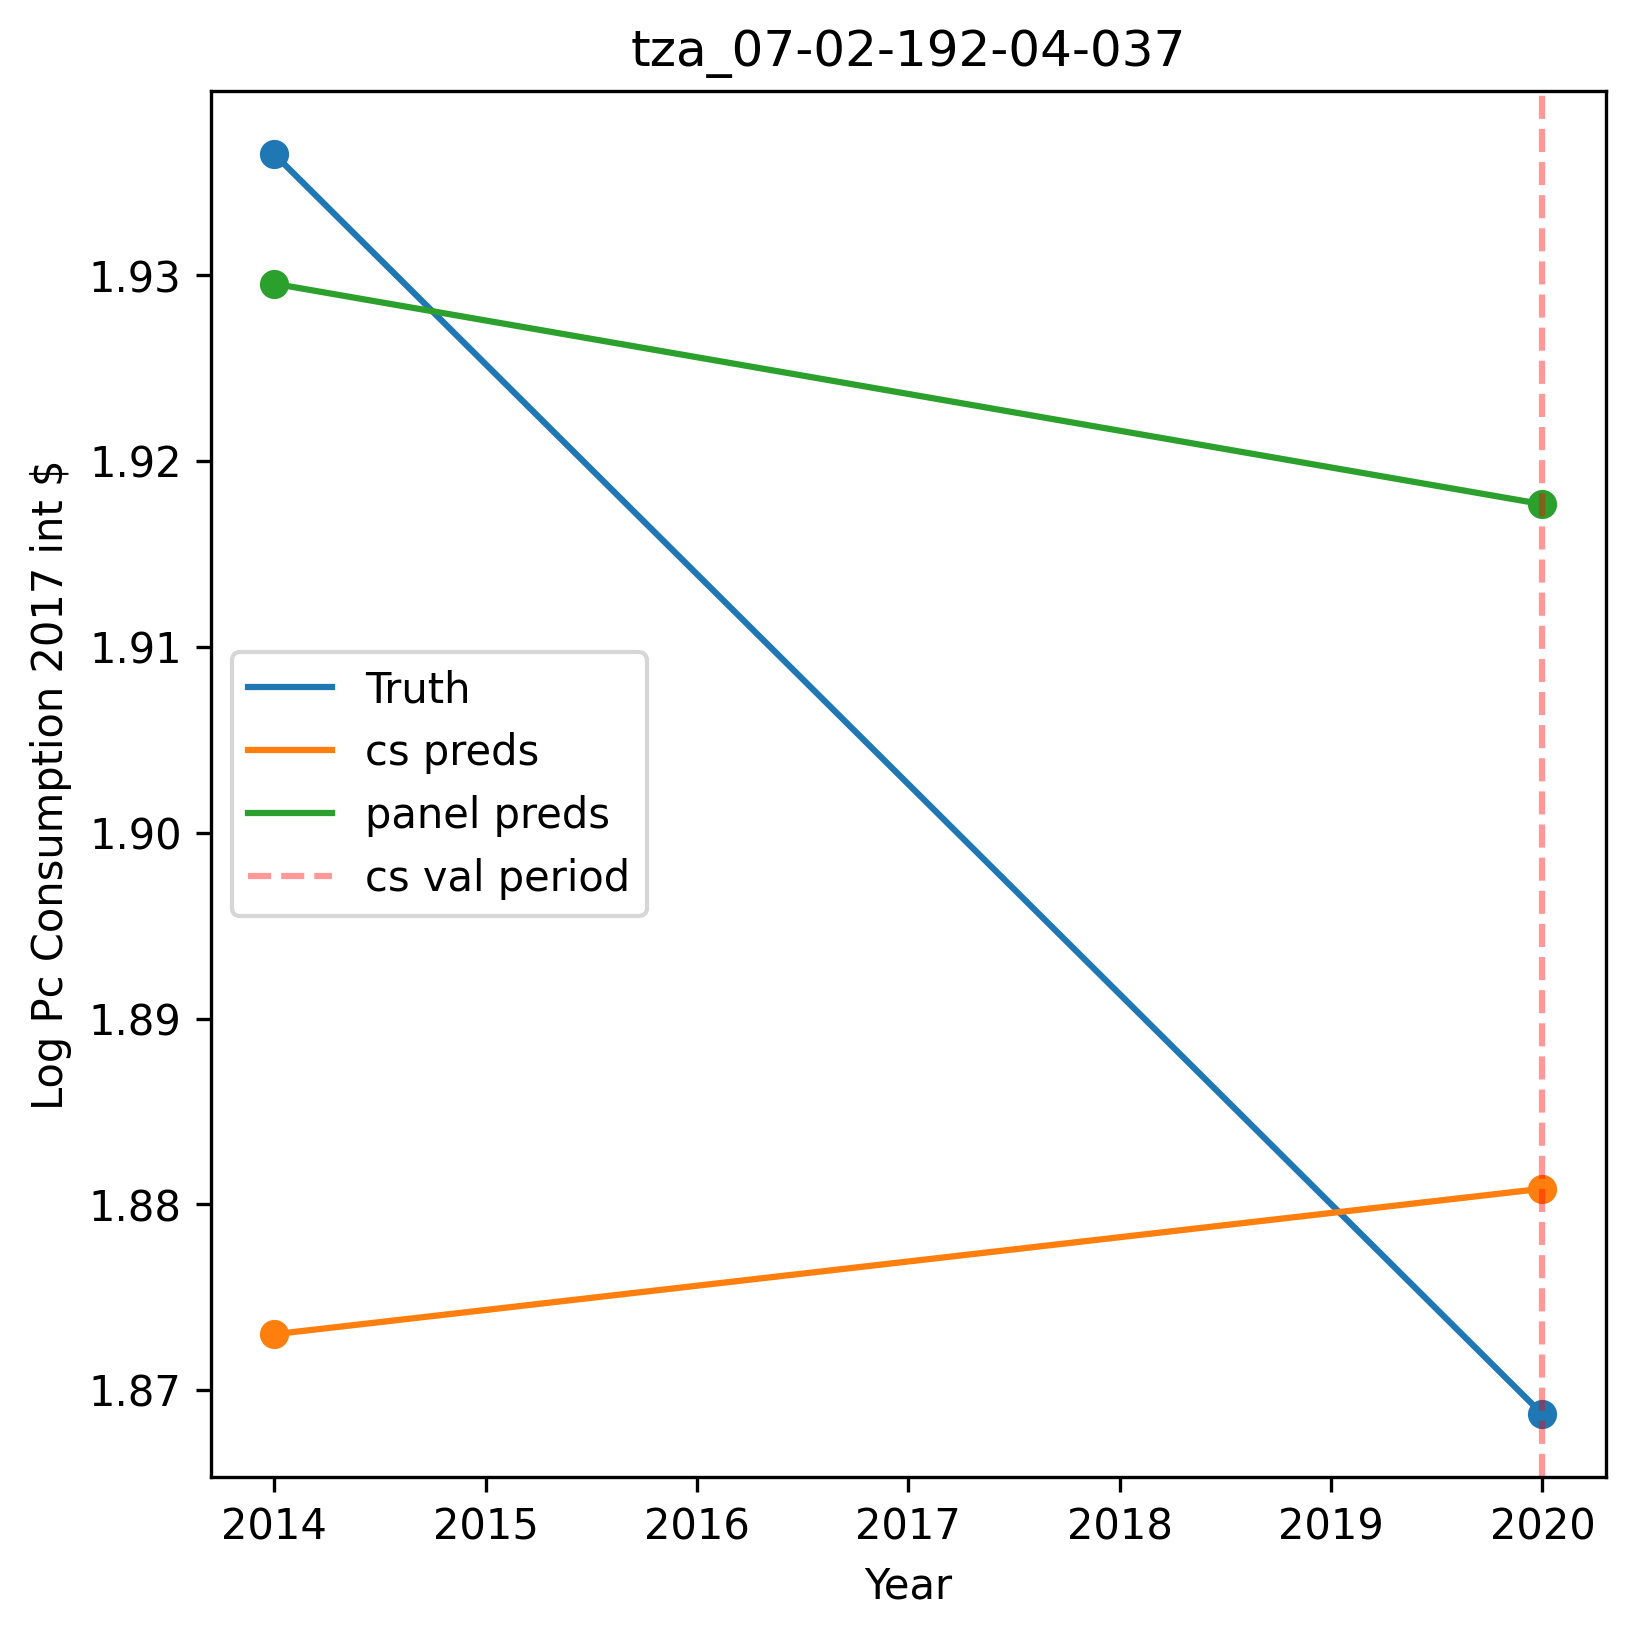 tza_07-02-192-04-037
Log Pc Consumption 2017 int $
1.93
1.92
1.91
1.90
1.89
1.88
1.87
Truth
cs preds
panel preds
cs val period
2014 2015 2016 2017 2018 2019 2020
Year